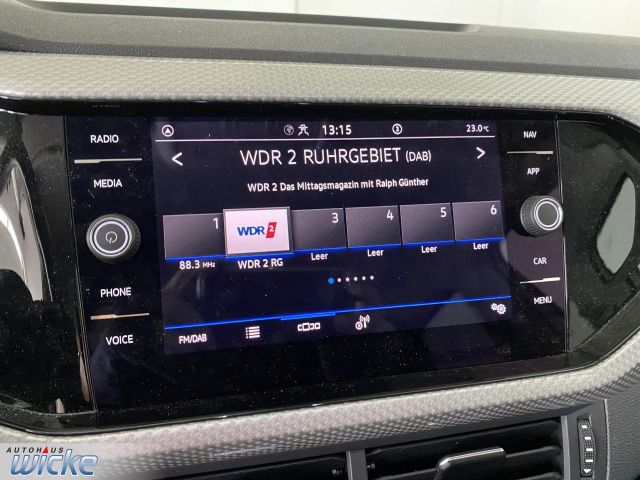 RADIO
MEDIA
PHONE
VOICE
13:15
3
23.0°C
WDR 2 RUHRGEBIET (DAB)
WDR 2 Das Mittagsmagazin mit Ralph Günther
1 WDR 2 3 4 5 6
88.3 MHz WDR 2 RG Leer Leer Leer Leer
FM/DAB
NAV
APP
CAR
MENU
AUTOHAUS
WICKE